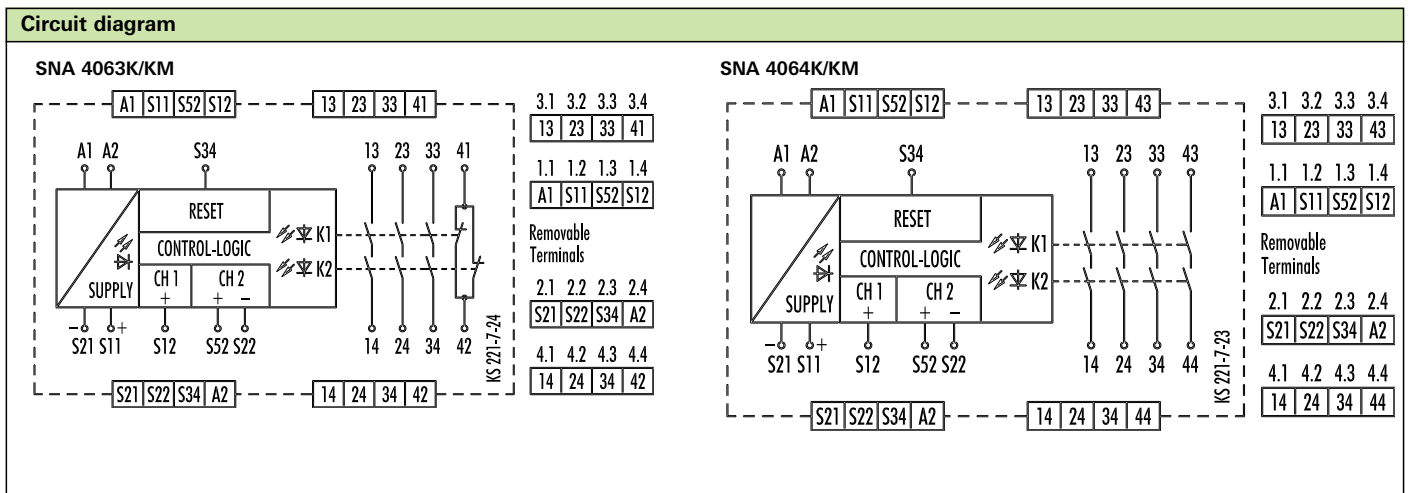 Circuit diagram
SNA 4063K/KM
A1 S11 S52 S12
13 23 33 41
A1 A2
S34
13 23 33 41
RESET
CONTROL-LOGIC
K1
K2
SUPPLY
CH 1
+
CH 2
+ −
− +
S21 S11
S12
S52 S22
14 24 34 42
KS 221-7-24
S21 S22 S34 A2
14 24 34 42
3.1 3.2 3.3 3.4
13 23 33 41
1.1 1.2 1.3 1.4
A1 S11 S52 S12
Removable
Terminals
2.1 2.2 2.3 2.4
S21 S22 S34 A2
4.1 4.2 4.3 4.4
14 24 34 42
SNA 4064K/KM
A1 S11 S52 S12
13 23 33 43
A1 A2
S34
13 23 33 43
RESET
CONTROL-LOGIC
K1
K2
SUPPLY
CH 1
+
CH 2
+ −
− +
S21 S11
S12
S52 S22
14 24 34 44
KS 221-7-23
S21 S22 S34 A2
14 24 34 44
3.1 3.2 3.3 3.4
13 23 33 43
1.1 1.2 1.3 1.4
A1 S11 S52 S12
Removable
Terminals
2.1 2.2 2.3 2.4
S21 S22 S34 A2
4.1 4.2 4.3 4.4
14 24 34 44